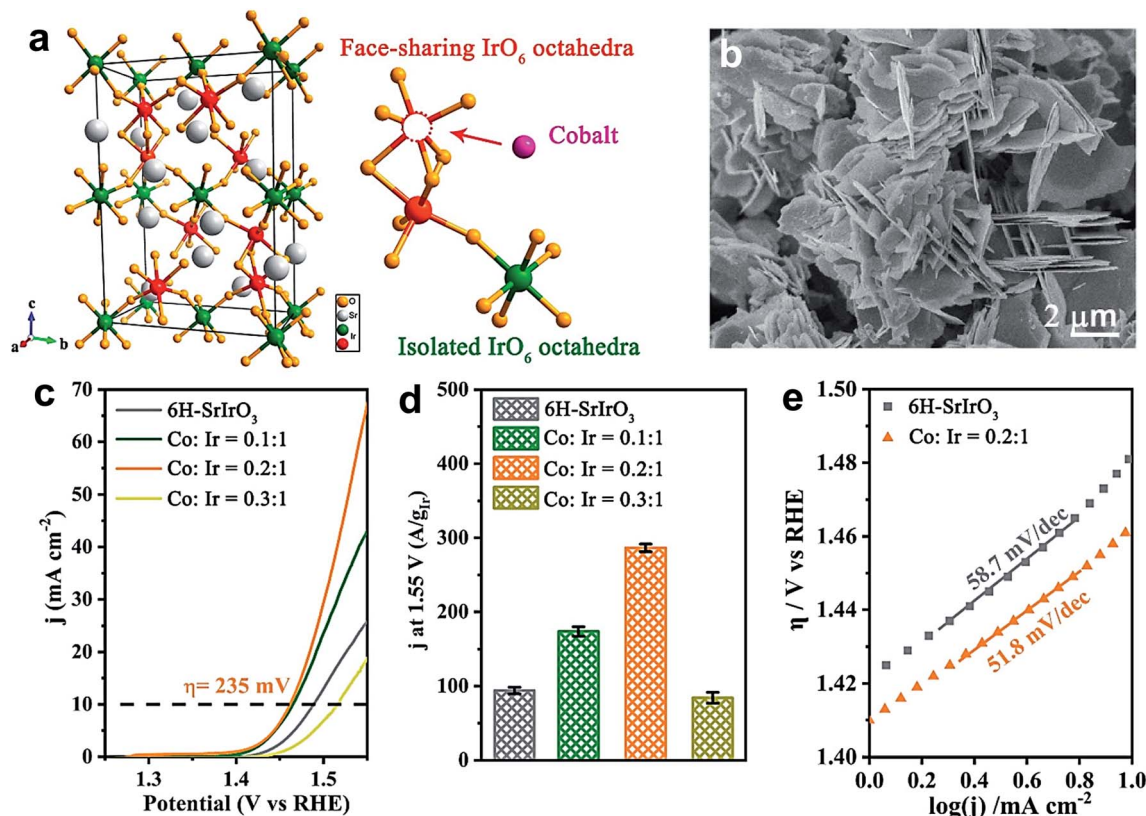 a
Face-sharing IrO₆ octahedra
Cobalt
Isolated IrO₆ octahedra
c
a
b
O
Sr
Ir
Ir
b
2 μm
c
70
60
50
40
30
20
10
0
j (mA cm⁻²)
6H-SrIrO₃
Co: Ir = 0.1:1
Co: Ir = 0.2:1
Co: Ir = 0.3:1
η= 235 mV
1.3 1.4 1.5
Potential (V vs RHE)
d
500
400
300
200
100
0
j at 1.55 V (A/gIr)
6H-SrIrO₃
Co: Ir = 0.1:1
Co: Ir = 0.2:1
Co: Ir = 0.3:1
e
1.50
1.48
1.46
1.44
1.42
1.40
η / V vs RHE
6H-SrIrO₃
Co: Ir = 0.2:1
58.7 mV/dec
51.8 mV/dec
0.0 0.2 0.4 0.6 0.8 1.0
log(j) /mA cm⁻²